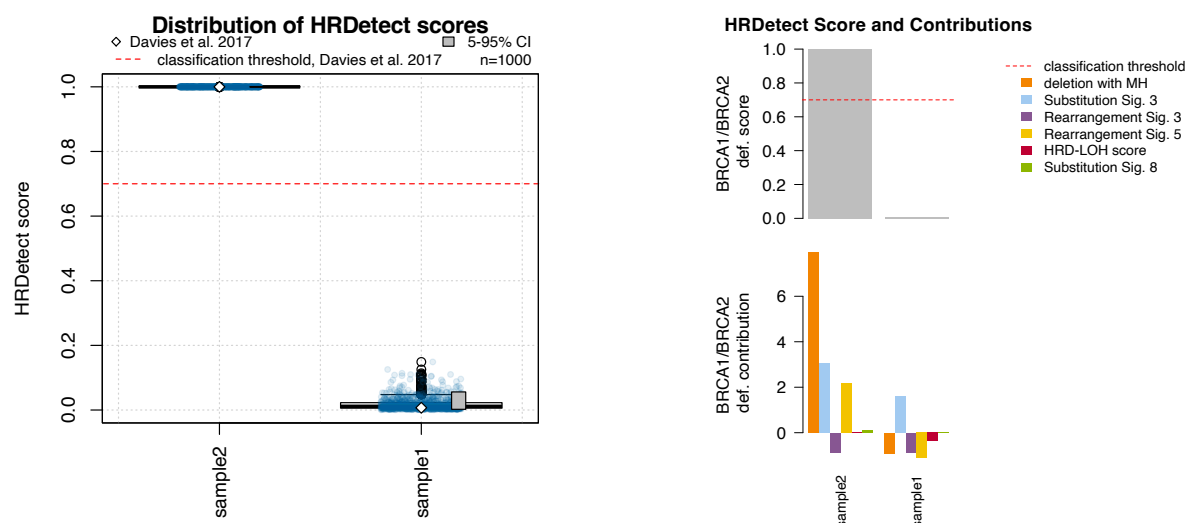 Distribution of HRDetect scores
Davies et al. 2017
5-95% CI
classification threshold, Davies et al. 2017
n=1000
HRDetect score
1.0
0.8
0.6
0.4
0.2
0.0
sample2
sample1
HRDetect Score and Contributions
BRCA1/BRCA2
def. score
1.0
0.8
0.6
0.4
0.2
0.0
classification threshold
deletion with MH
Substitution Sig. 3
Rearrangement Sig. 3
Rearrangement Sig. 5
HRD-LOH score
Substitution Sig. 8
BRCA1/BRCA2
def. contribution
6
4
2
0
sample2
sample1